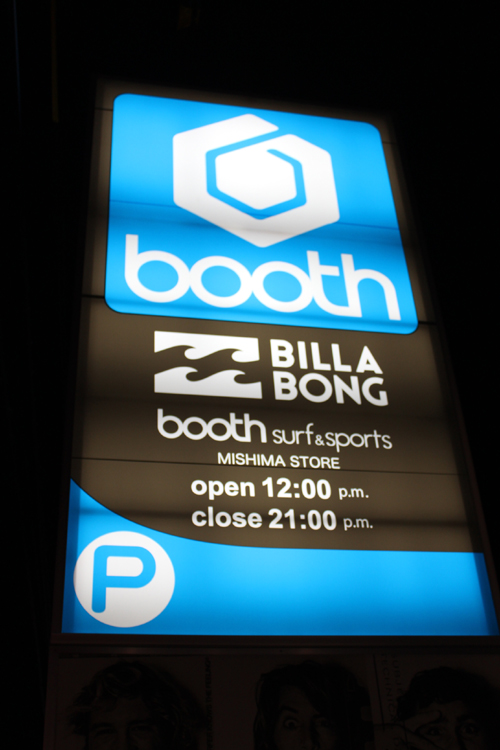 booth
BILLA
BONG
booth surf&sports
MISHIMA STORE
open 12:00 p.m.
close 21:00 p.m.
P